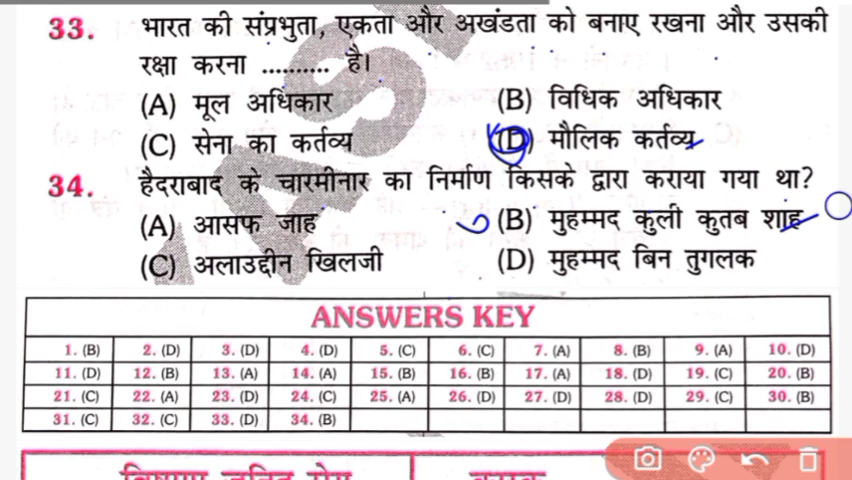 33. भारत की संप्रभुता, एकता और अखंडता को बनाए रखना और उसकी
रक्षा करना .......... है।
(A) मूल अधिकार (B) विधिक अधिकार
(C) सेना का कर्तव्य (D) मौलिक कर्तव्य
34. हैदराबाद के चारमीनार का निर्माण किसके द्वारा कराया गया था?
(A) आसफ जाह (B) मुहम्मद कुली कुतब शाह
(C) अलाउद्दीन खिलजी (D) मुहम्मद बिन तुगलक
ANSWERS KEY
1. (B) 2. (D) 3. (D) 4. (D) 5. (C) 6. (C) 7. (A) 8. (B) 9. (A) 10. (D)
11. (D) 12. (B) 13. (A) 14. (A) 15. (B) 16. (B) 17. (A) 18. (D) 19. (C) 20. (B)
21. (C) 22. (A) 23. (D) 24. (C) 25. (A) 26. (D) 27. (D) 28. (D) 29. (C) 30. (B)
31. (C) 32. (C) 33. (D) 34. (B)